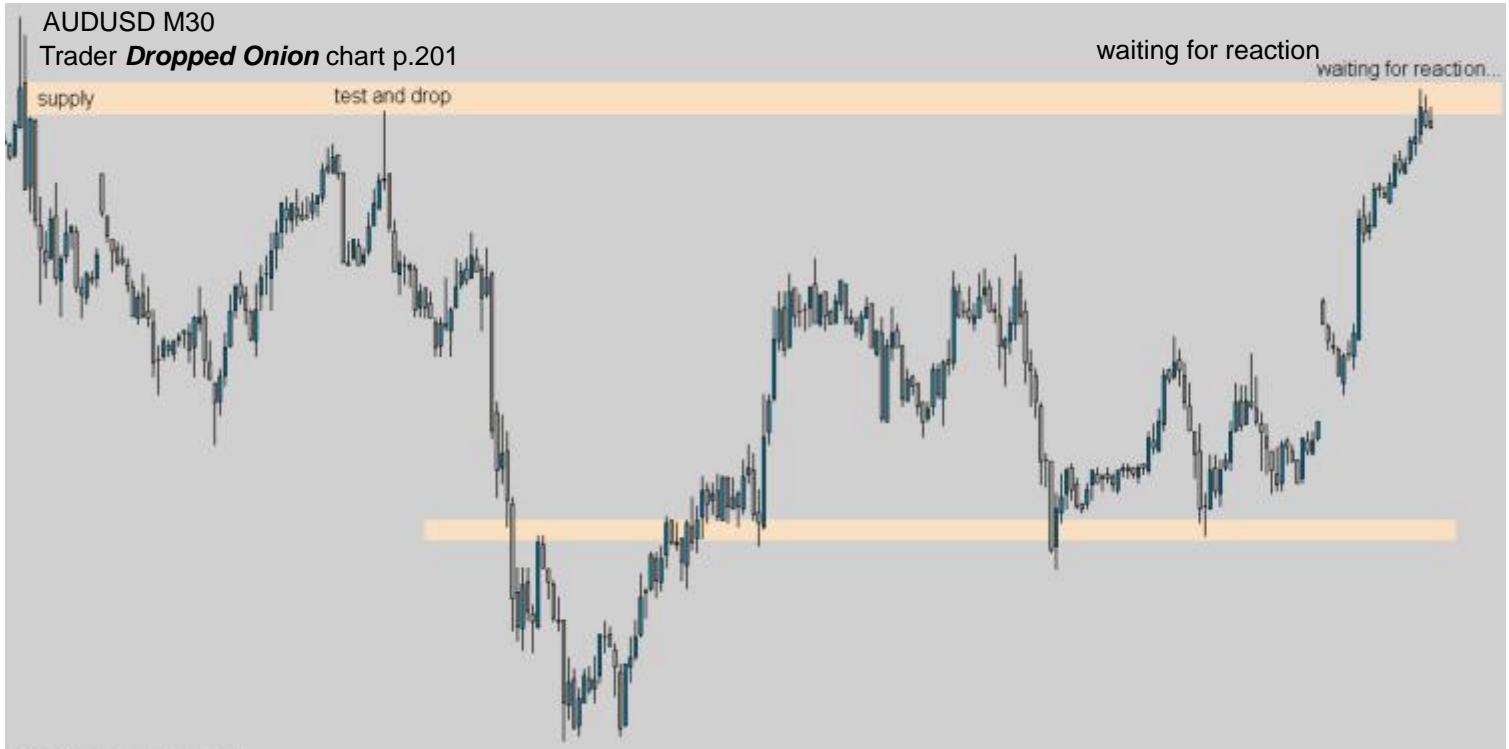 AUDUSD M30
Trader Dropped Onion chart p.201
waiting for reaction
waiting for reaction...
supply
test and drop